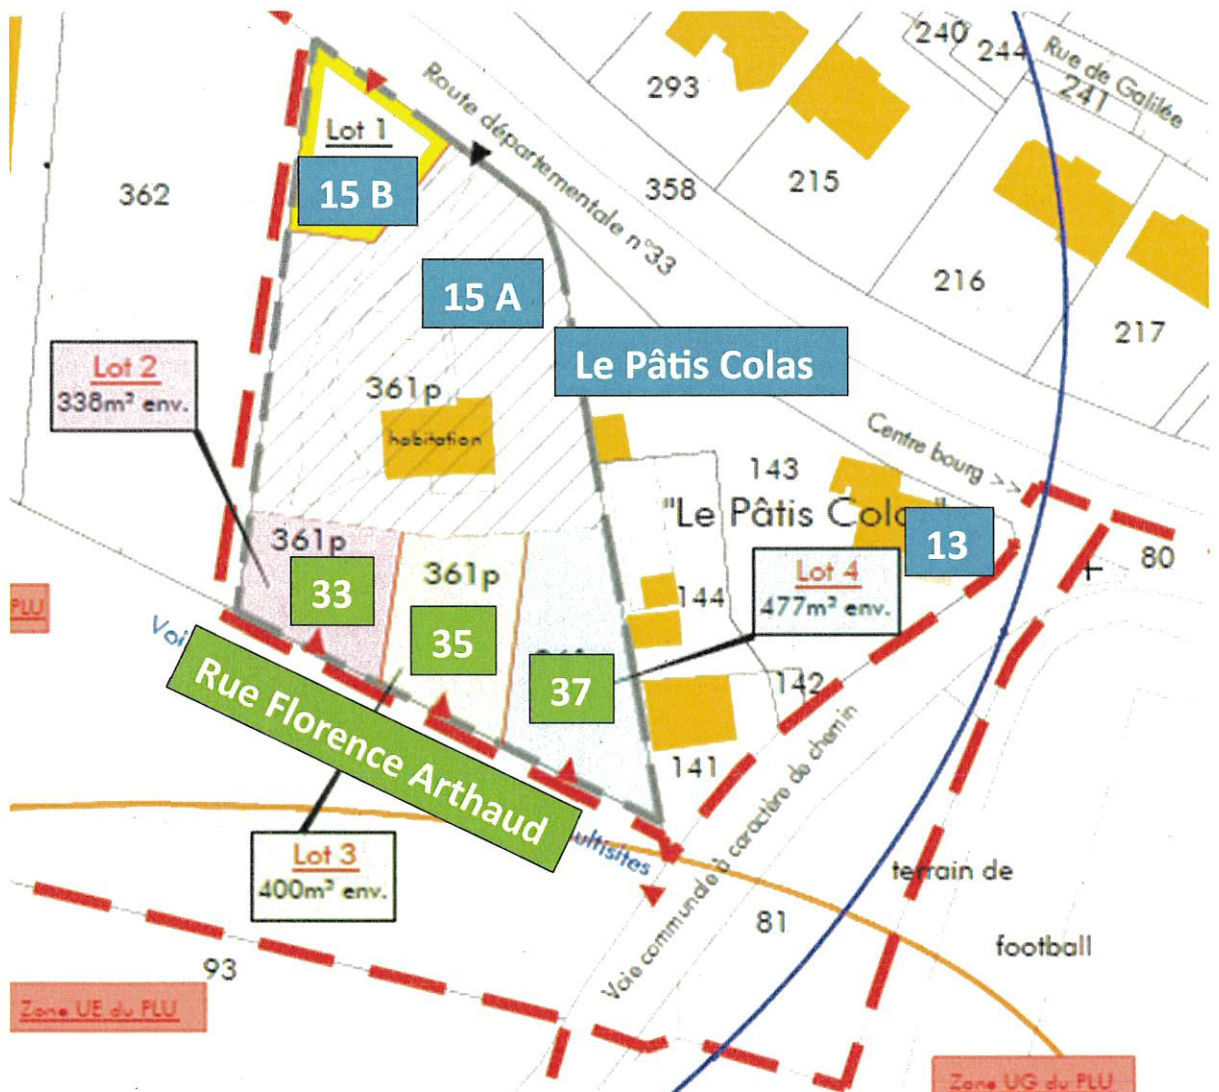 240
244
Rue de Galilée
241
293
Route départementale n°33
Lot 1
15 B
362
358
215
216
217
15 A
Le Pâtis Colas
Lot 2
338m² env.
361p
habitation
Centre bourg >>
143
"Le Pâtis Cola
13
80
361p
33
361p
35
37
144
Lot 4
477m² env.
PLU
Voi
Rue Florence Arthaud
ultisites
142
141
Voie communale à caractère de chemin
Lot 3
400m² env.
terrain de
football
81
93
Zone UE du PLU
Zone UG du PLU